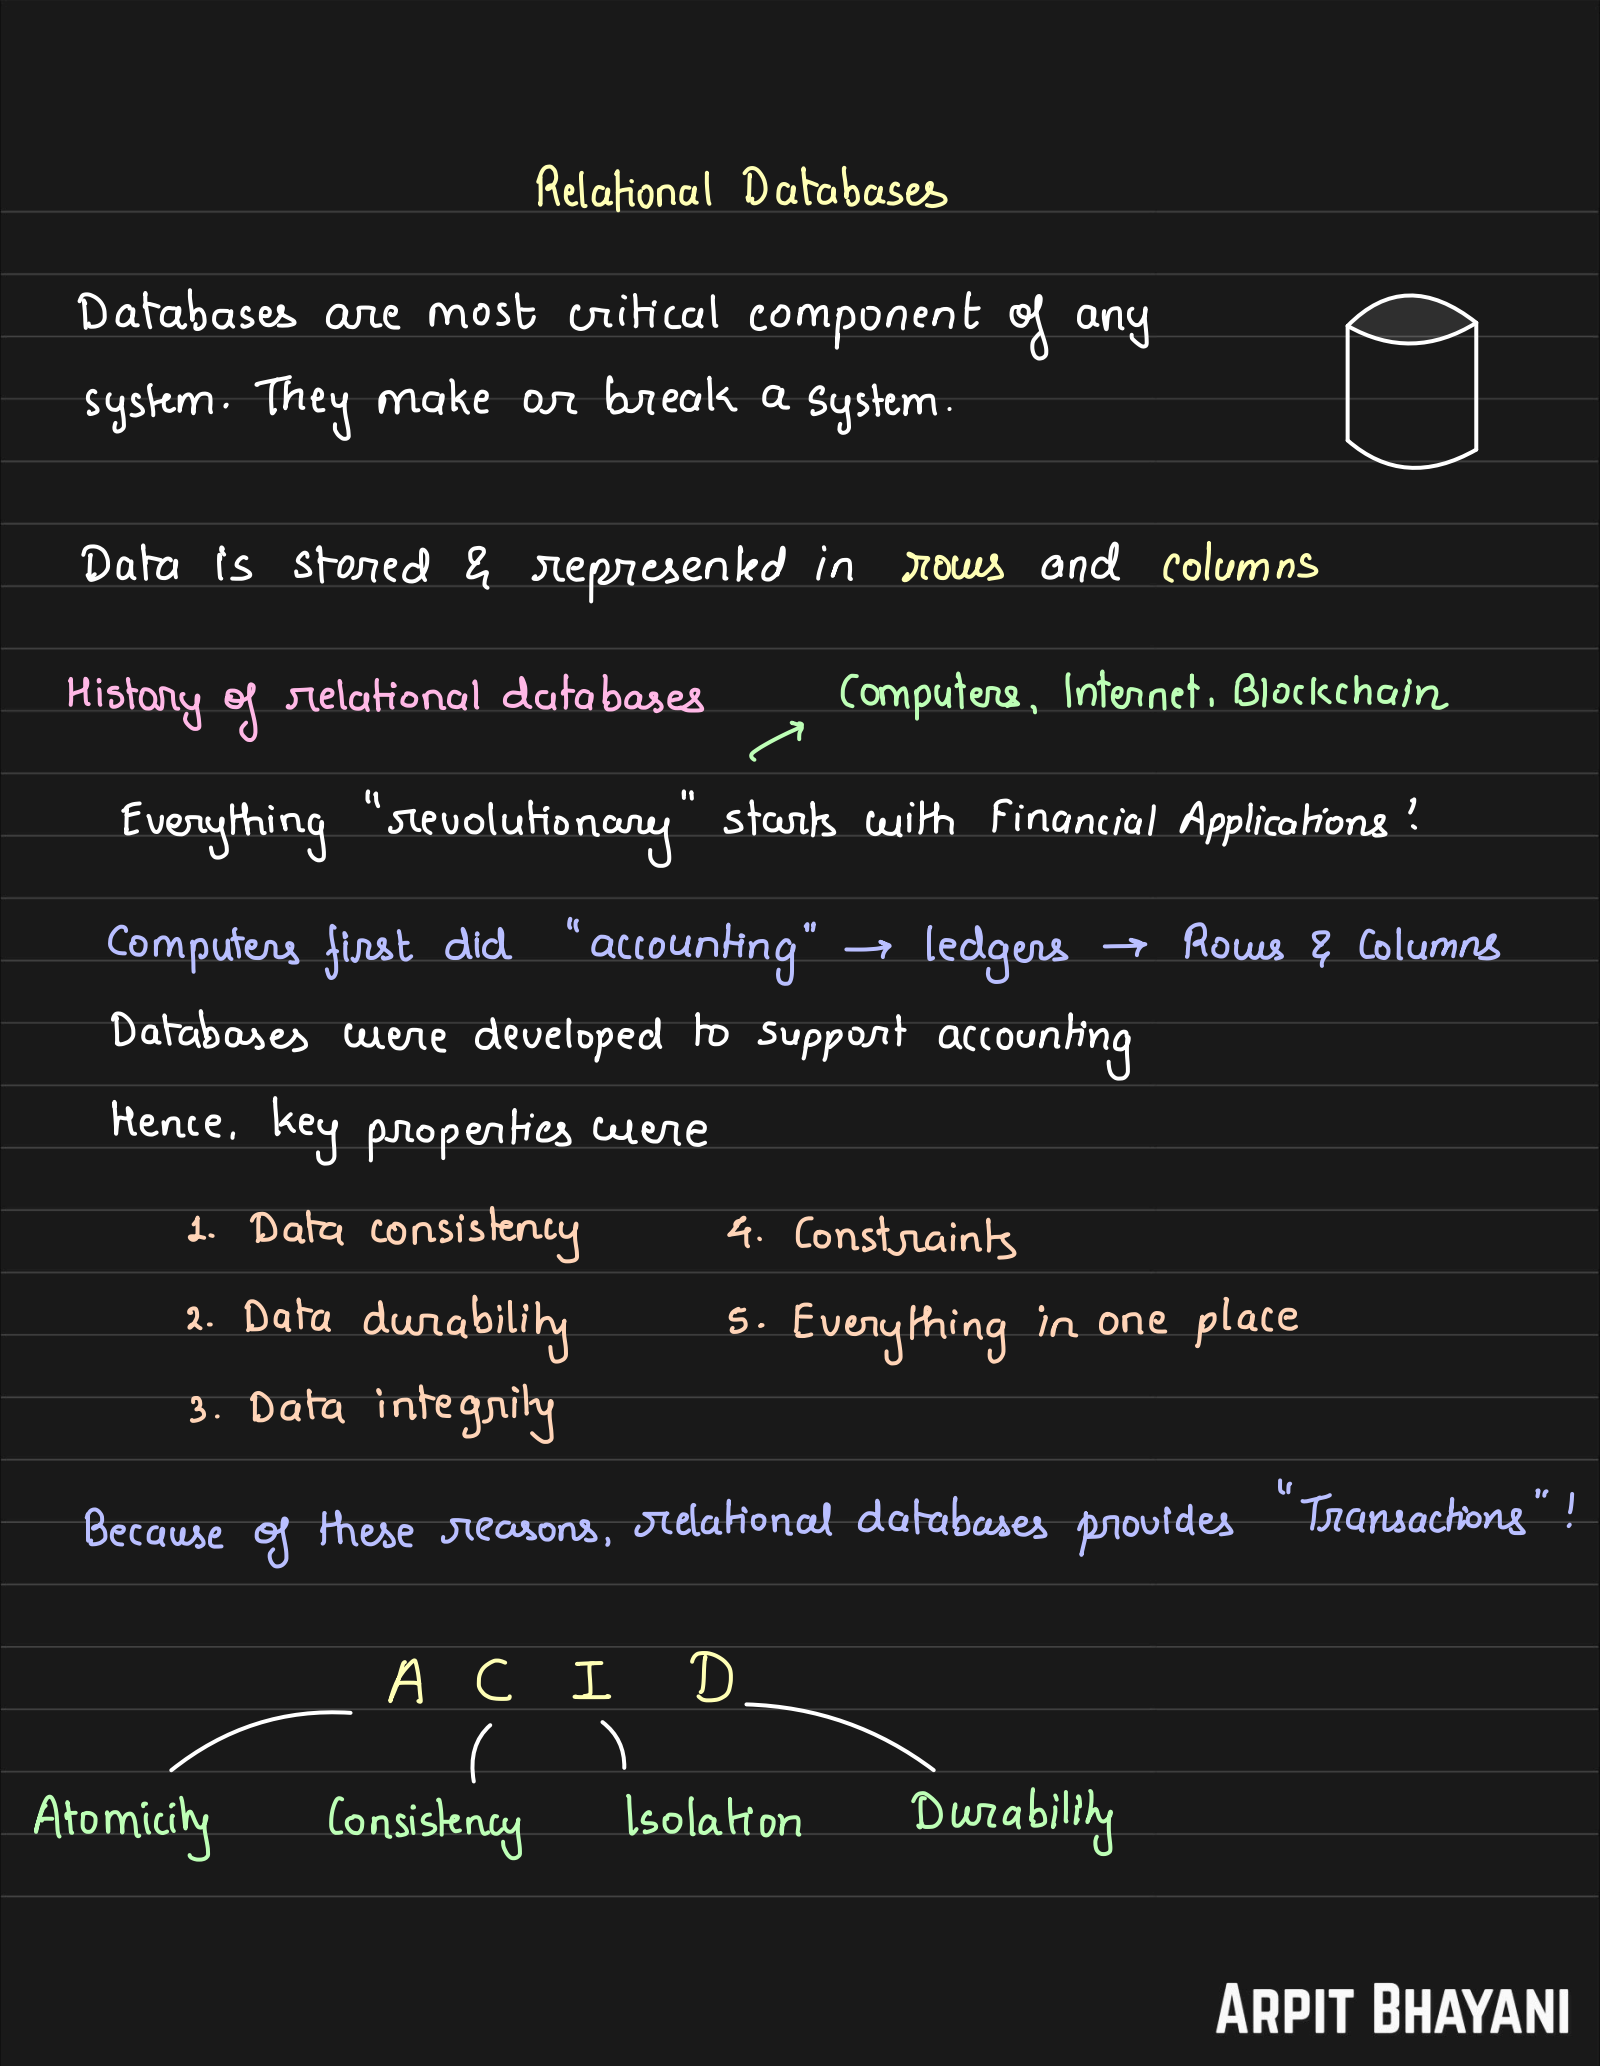 Relational Databases
Databases are most critical component of any
system. They make or break a system.
Data is stored & represented in rows and columns
History of relational databases
Computers, Internet, Blockchain
Everything "revolutionary" starts with Financial Applications!
Computers first did "accounting" → ledgers → Rows & Columns
Databases were developed to support accounting
Hence, key properties were
1. Data consistency 4. Constraints
2. Data durability 5. Everything in one place
3. Data integrity
Because of these reasons, relational databases provides "Transactions"!
A C I D
Atomicity Consistency Isolation Durability
ARPIT BHAYANI